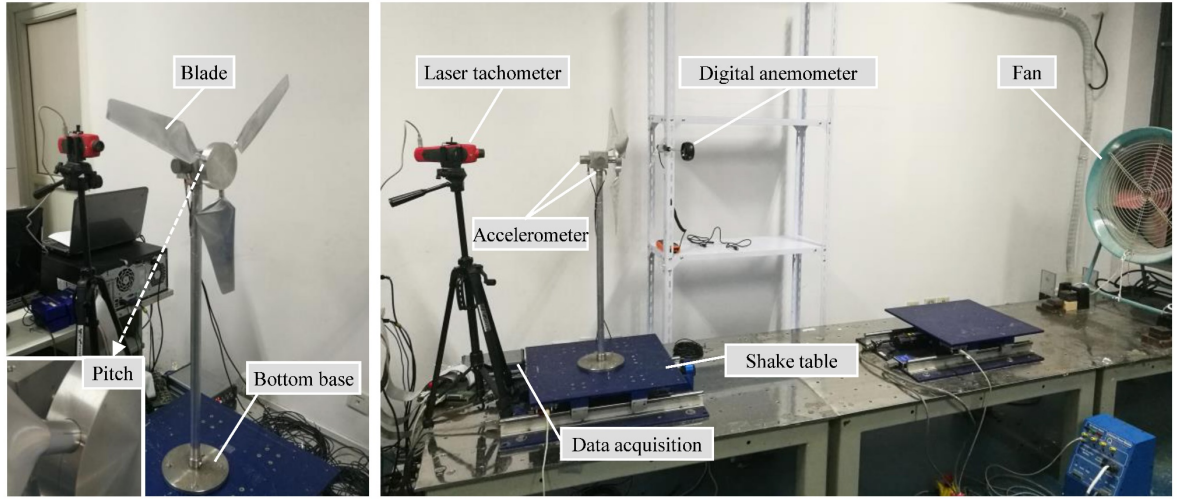 Blade
Pitch
Bottom base
Laser tachometer
Digital anemometer
Fan
Accelerometer
Shake table
Data acquisition